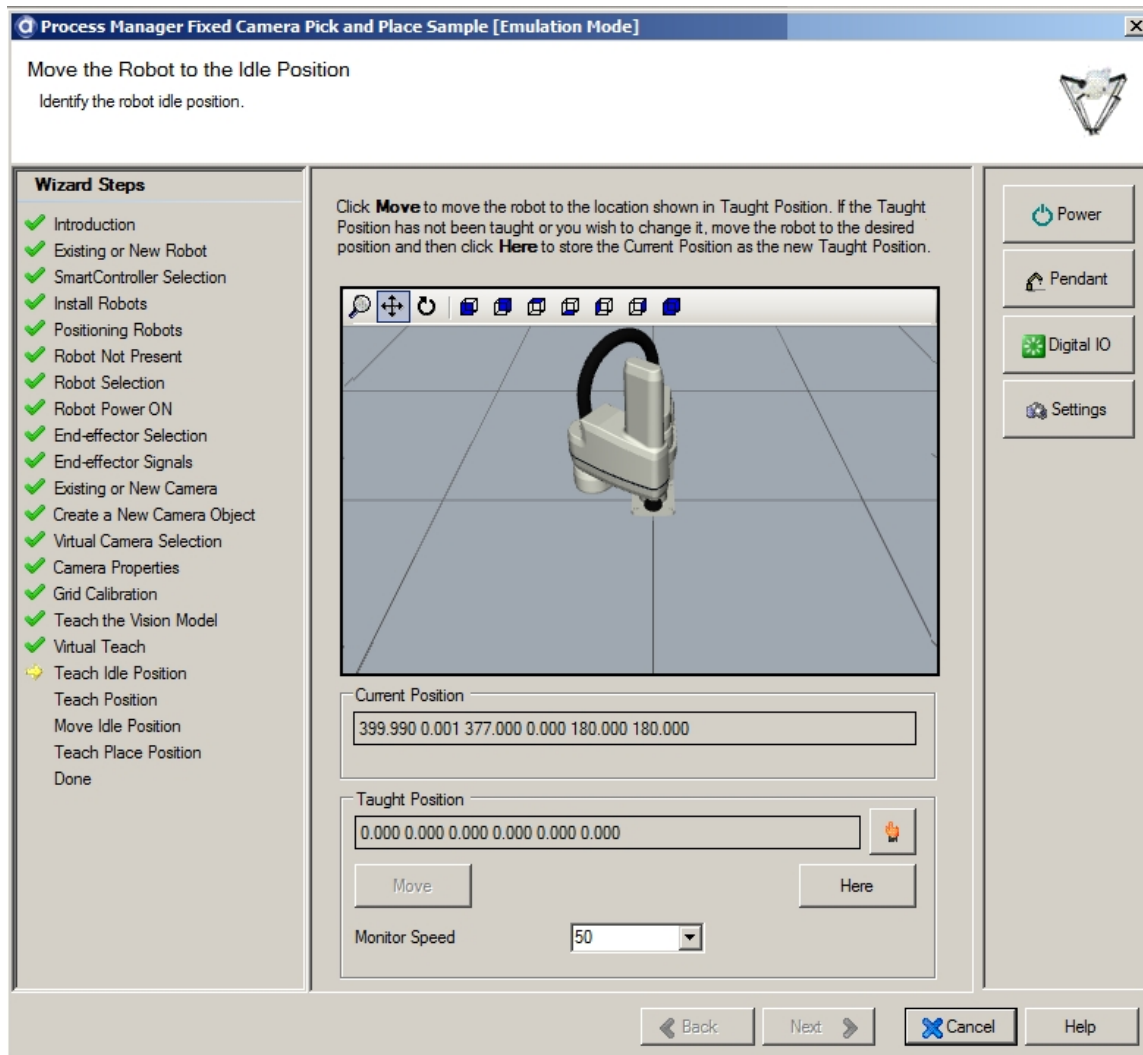 Process Manager Fixed Camera Pick and Place Sample [Emulation Mode]
Move the Robot to the Idle Position
Identify the robot idle position.
Wizard Steps
Introduction
Existing or New Robot
SmartController Selection
Install Robots
Positioning Robots
Robot Not Present
Robot Selection
Robot Power ON
End-effector Selection
End-effector Signals
Existing or New Camera
Create a New Camera Object
Virtual Camera Selection
Camera Properties
Grid Calibration
Teach the Vision Model
Virtual Teach
Teach Idle Position
Teach Position
Move Idle Position
Teach Place Position
Done
Click Move to move the robot to the location shown in Taught Position. If the Taught
Position has not been taught or you wish to change it, move the robot to the desired
position and then click Here to store the Current Position as the new Taught Position.
Current Position
399.990 0.001 377.000 0.000 180.000 180.000
Taught Position
0.000 0.000 0.000 0.000 0.000 0.000
Move
Here
Monitor Speed
50
Power
Pendant
Digital IO
Settings
Back
Next
Cancel
Help